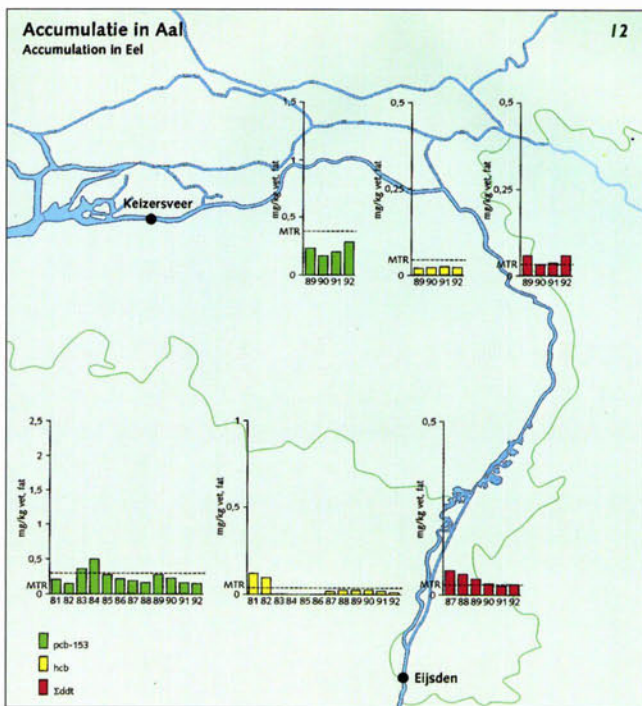 Accumulatie in Aal
Accumulation in Eel
12
Keizersveer
mg/kg vet, fat
1,5
1
0,5
MTR
0
89 90 91 92
mg/kg vet, fat
0,5
0,25
MTR
0
89 90 91 92
mg/kg vet, fat
0,5
0,25
MTR
0
89 90 91 92
mg/kg vet, fat
2,5
2
1,5
1
0,5
MTR
0
81 82 83 84 85 86 87 88 89 90 91 92
mg/kg vet, fat
1
0,5
MTR
0
81 82 83 84 85 86 87 88 89 90 91 92
mg/kg vet, fat
0,5
MTR
0
87 88 89 90 91 92
pcb-153
hcb
Σddt
Eijsden